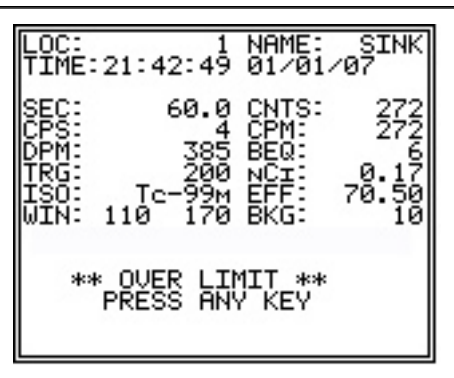 LOC: 1 NAME: SINK
TIME:21:42:49 01/01/07
SEC: 60.0 CNTS: 272
CPS: 4 CPM: 272
DPM: 385 BEQ: 6
TRG: 200 NCI: 0.17
ISO: Tc-99M EFF: 70.50
WIN: 110 170 BKG: 10
** OVER LIMIT **
PRESS ANY KEY